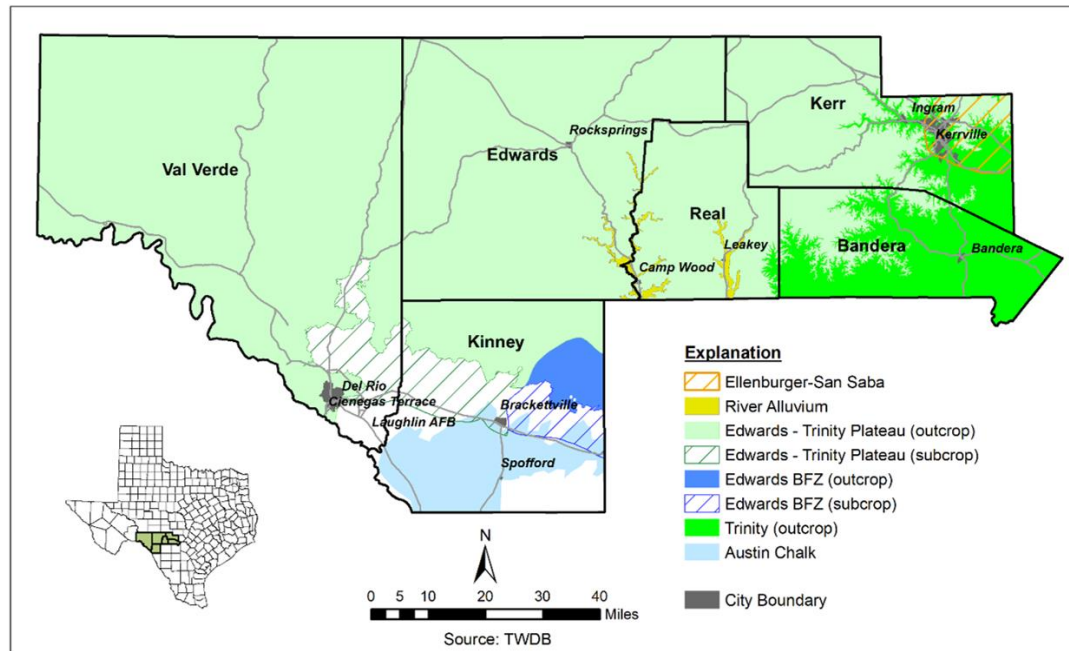 Ingram
Kerr
Kerrville
Rocksprings
Edwards
Val Verde
Real
Leakey
Bandera
Bandera
Camp Wood
Kinney
Del Rio
Cienegas Terrace
Laughlin AFB
Brackettville
Spofford
Explanation
Ellenburger-San Saba
River Alluvium
Edwards - Trinity Plateau (outcrop)
Edwards - Trinity Plateau (subcrop)
Edwards BFZ (outcrop)
Edwards BFZ (subcrop)
Trinity (outcrop)
Austin Chalk
City Boundary
N
0 5 10 20 30 40
Miles
Source: TWDB